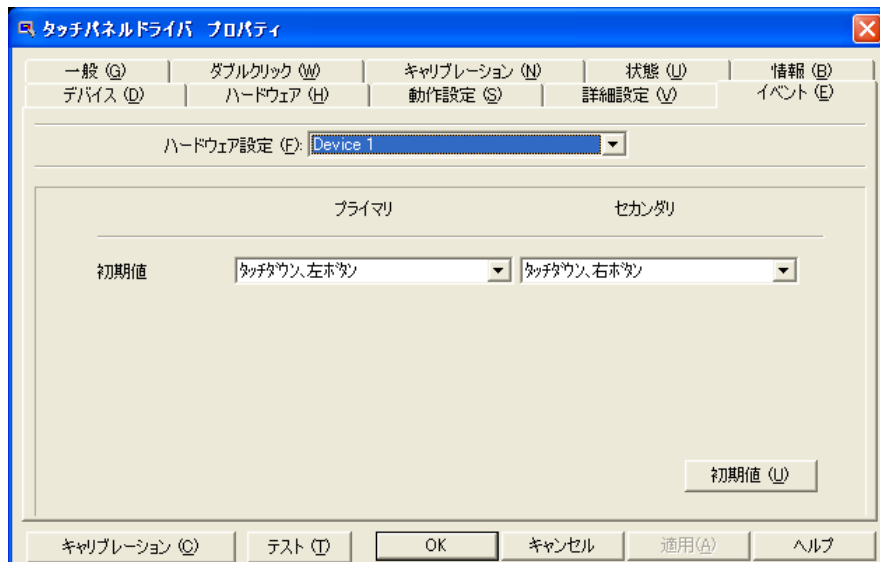 タッチパネルドライバ プロパティ
一般 (G) ダブルクリック (W) キャリブレーション (N) 状態 (U) 情報 (B)
デバイス (D) ハードウェア (H) 動作設定 (S) 詳細設定 (V) イベント (E)
ハードウェア設定 (F): Device 1
プライマリ セカンダリ
初期値 タッチダウン、左ボタン タッチダウン、右ボタン
初期値 (U)
キャリブレーション (C) テスト (T) OK キャンセル 適用(A) ヘルプ